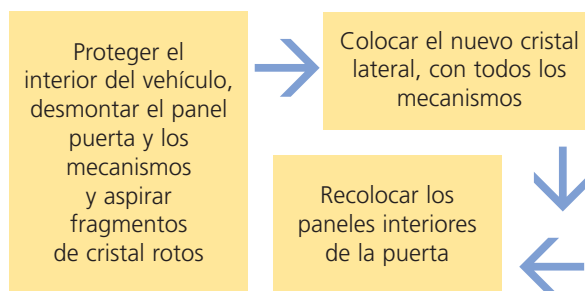 Proteger el
interior del vehículo,
desmontar el panel
puerta y los
mecanismos
y aspirar
fragmentos
de cristal rotos
Colocar el nuevo cristal
lateral, con todos los
mecanismos
Recolocar los
paneles interiores
de la puerta